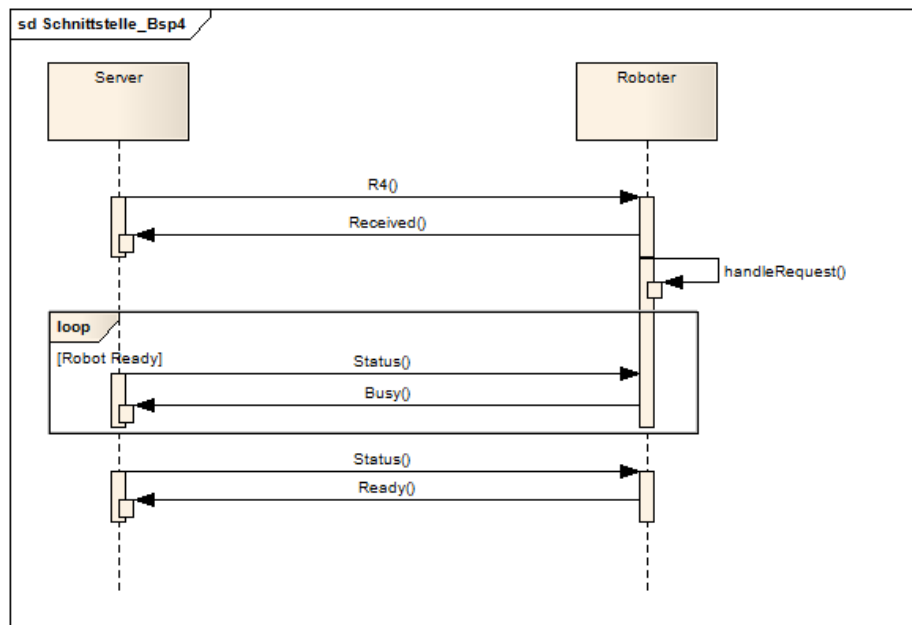 sd Schnittstelle_Bsp4
Server
Roboter
R4()
Received()
handleRequest()
loop
[Robot Ready]
Status()
Busy()
Status()
Ready()